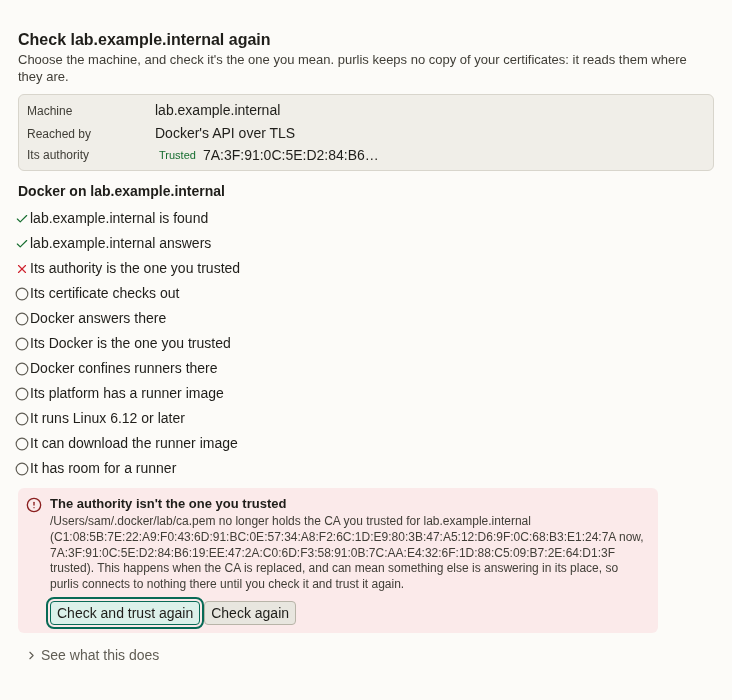 Check lab.example.internal again
Choose the machine, and check it's the one you mean. purlis keeps no copy of your certificates: it reads them where
they are.
Machine lab.example.internal
Reached by Docker's API over TLS
Its authority Trusted 7A:3F:91:0C:5E:D2:84:B6…
Docker on lab.example.internal
lab.example.internal is found
lab.example.internal answers
Its authority is the one you trusted
Its certificate checks out
Docker answers there
Its Docker is the one you trusted
Docker confines runners there
Its platform has a runner image
It runs Linux 6.12 or later
It can download the runner image
It has room for a runner
The authority isn't the one you trusted
/Users/sam/.docker/lab/ca.pem no longer holds the CA you trusted for lab.example.internal
(C1:08:5B:7E:22:A9:F0:43:6D:91:BC:0E:57:34:A8:F2:6C:1D:E9:80:3B:47:A5:12:D6:9F:0C:68:B3:E1:24:7A now,
7A:3F:91:0C:5E:D2:84:B6:19:EE:47:2A:C0:6D:F3:58:91:0B:7C:AA:E4:32:6F:1D:88:C5:09:B7:2E:64:D1:3F
trusted). This happens when the CA is replaced, and can mean something else is answering in its place, so
purlis connects to nothing there until you check it and trust it again.
Check and trust again Check again
See what this does